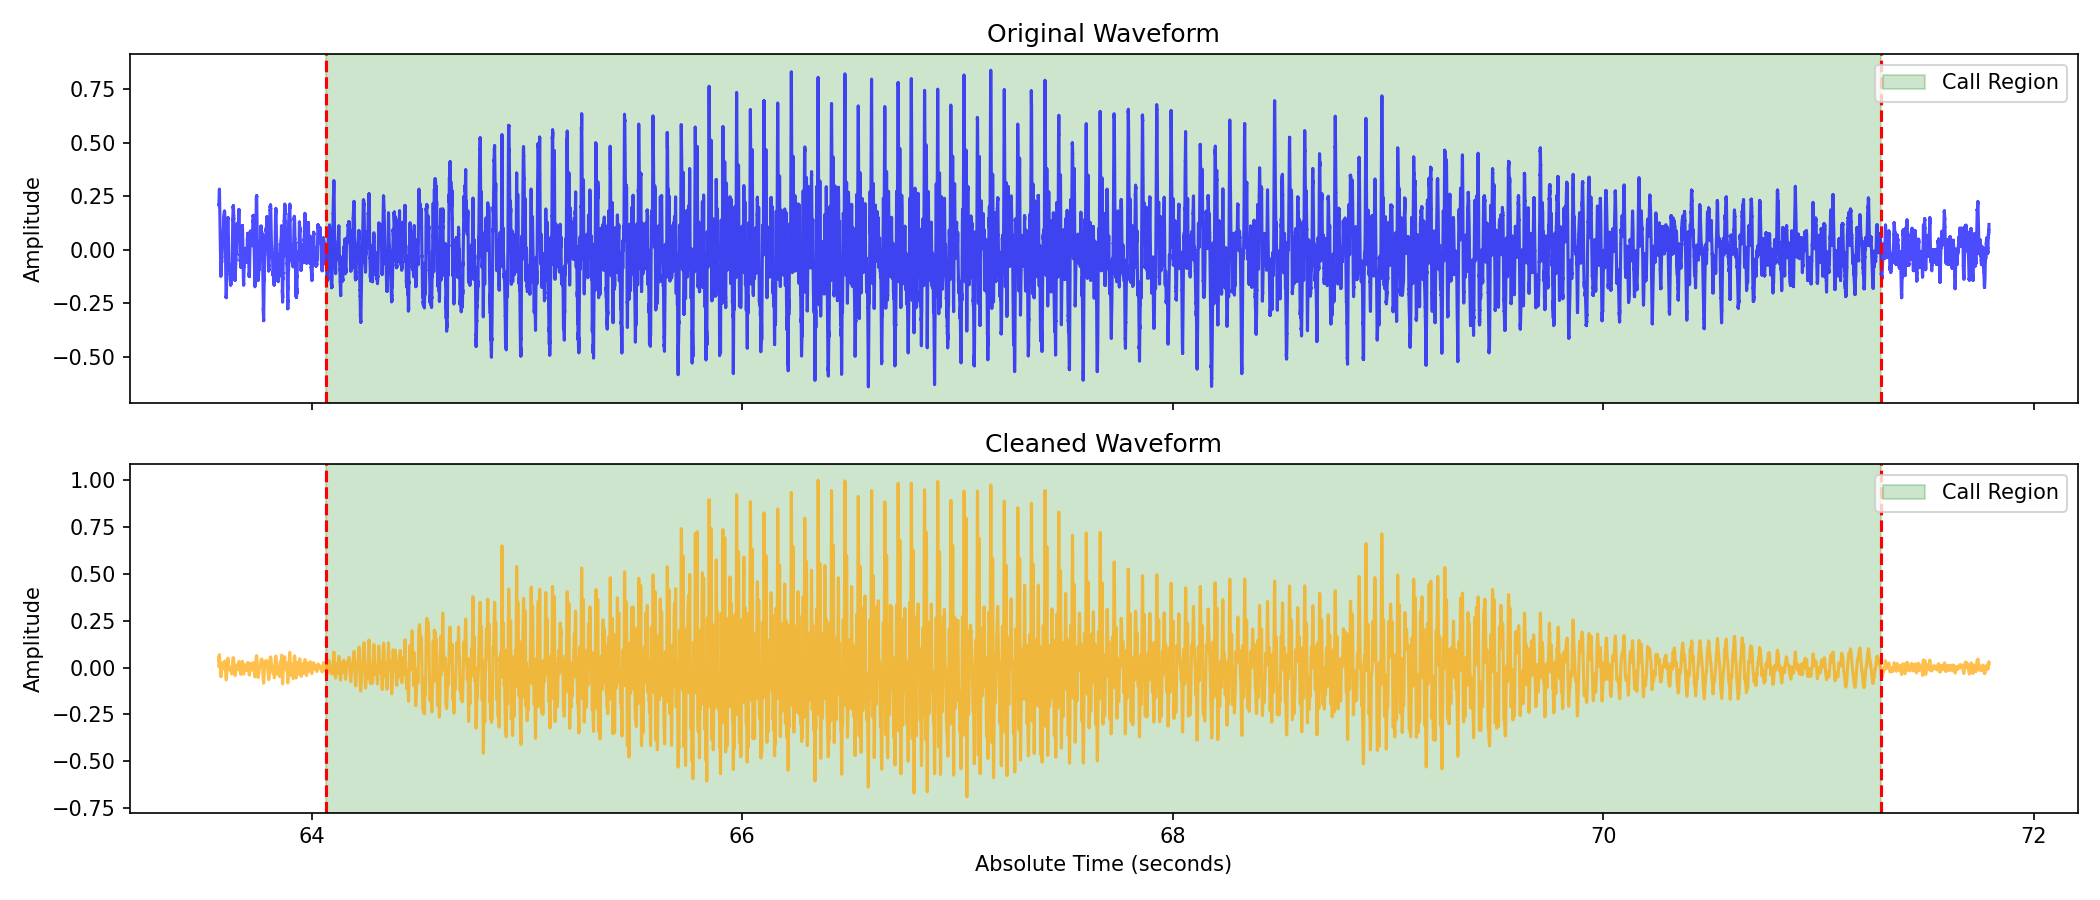 Original Waveform
Call Region
Amplitude
0.75
0.50
0.25
0.00
−0.25
−0.50
Cleaned Waveform
Call Region
Amplitude
1.00
0.75
0.50
0.25
0.00
−0.25
−0.50
−0.75
64 66 68 70 72
Absolute Time (seconds)